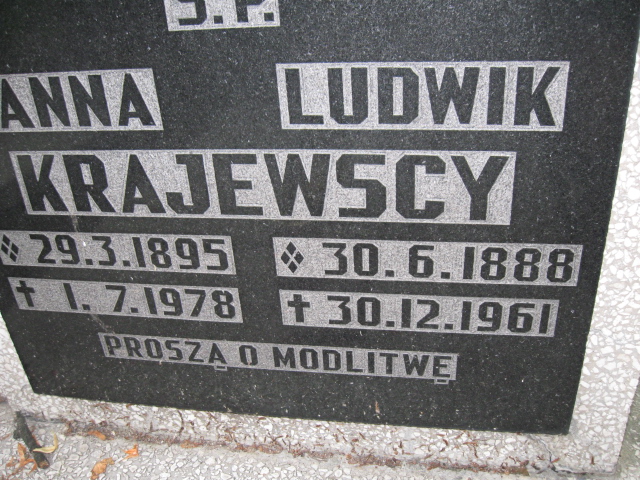 Ś.P.
ANNA LUDWIK
KRAJEWSCY
29.3.1895 30.6.1888
✝ 1.7.1978 ✝ 30.12.1961
PROSZĄ O MODLITWĘ